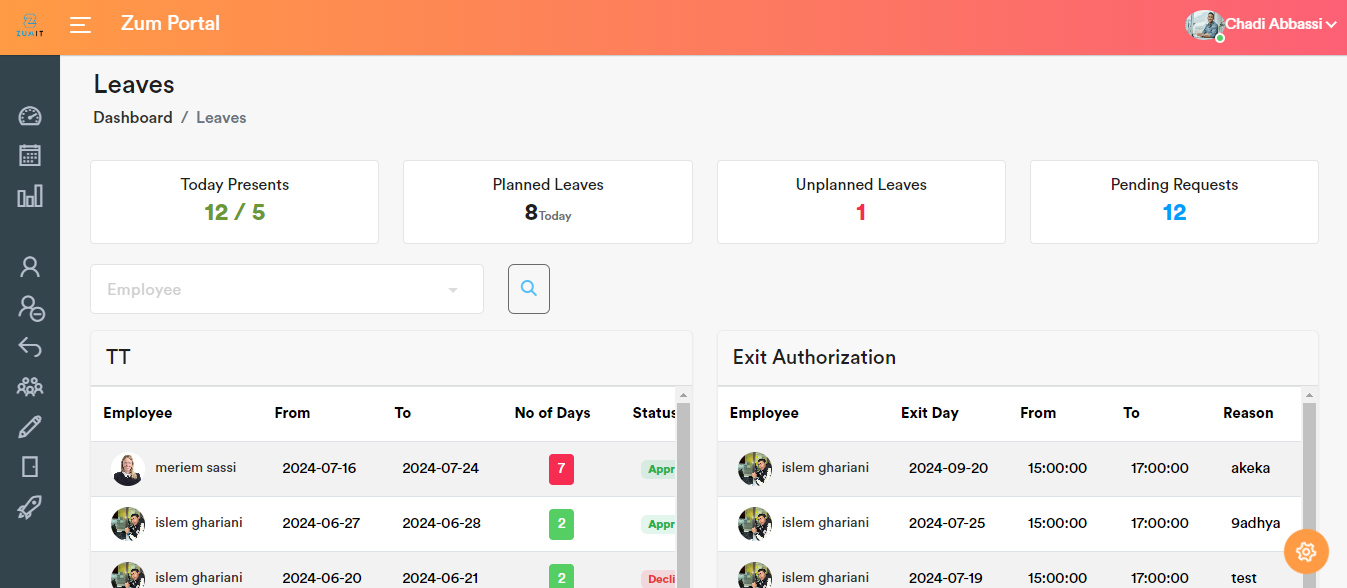 ZUMIT
Zum Portal
Chadi Abbassi
Leaves
Dashboard / Leaves
Today Presents
12 / 5
Planned Leaves
8 Today
Unplanned Leaves
1
Pending Requests
12
Employee
TT
Employee From To No of Days Status
meriem sassi 2024-07-16 2024-07-24 7 Appr
islem ghariani 2024-06-27 2024-06-28 2 Appr
islem ghariani 2024-06-20 2024-06-21 2 Decli
Exit Authorization
Employee Exit Day From To Reason
islem ghariani 2024-09-20 15:00:00 17:00:00 akeka
islem ghariani 2024-07-25 15:00:00 17:00:00 9adhya
islem ghariani 2024-07-19 15:00:00 17:00:00 test